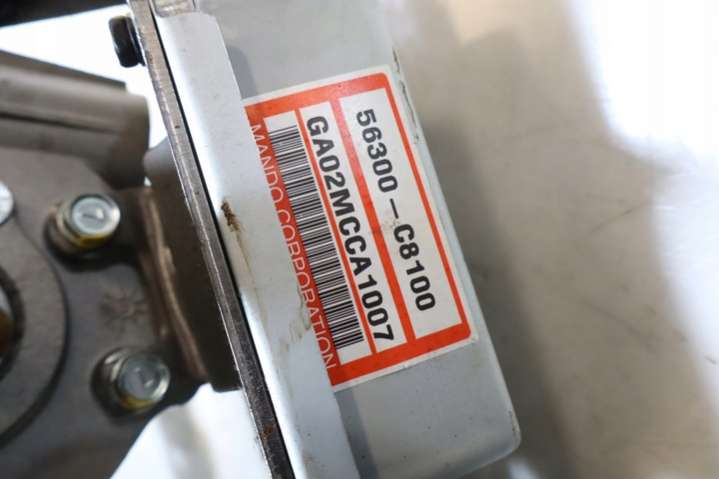 56300-C8100
GA02MCCA1007
MANDO CORPORATION